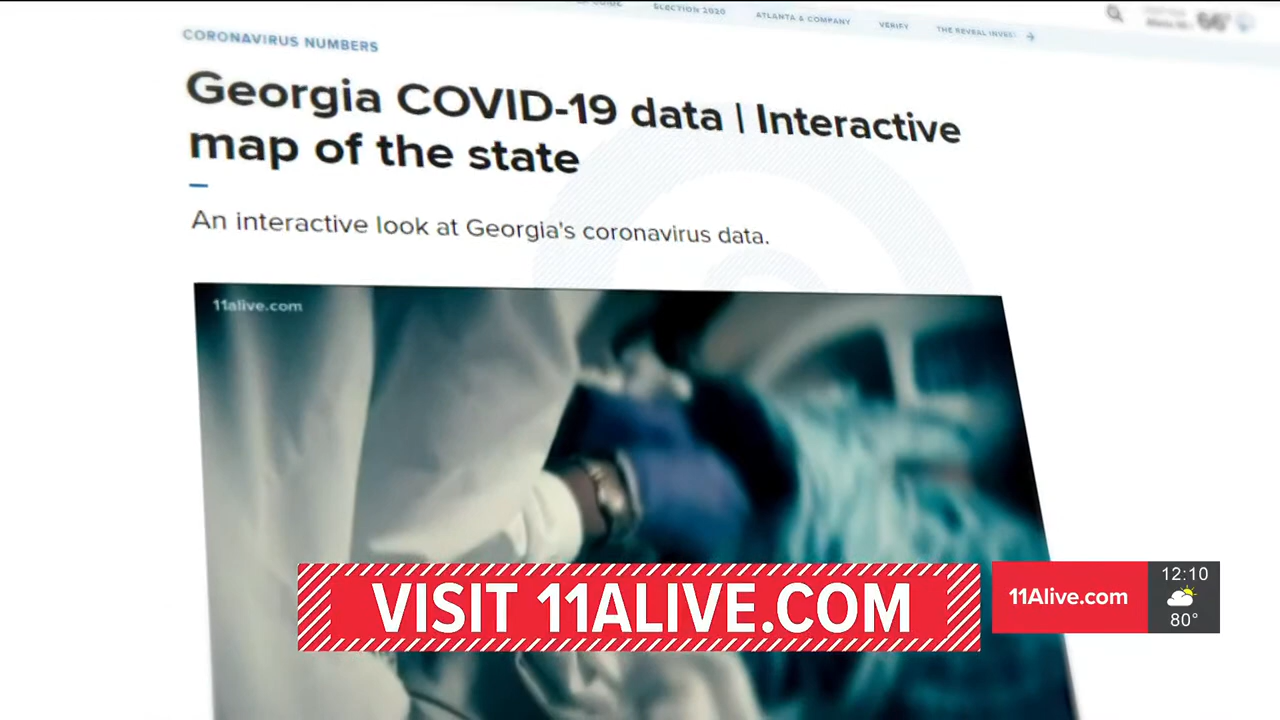 ELECTION 2020
ATLANTA & COMPANY
VERIFY
THE REVEAL
CORONAVIRUS NUMBERS
Georgia COVID-19 data | Interactive
map of the state
An interactive look at Georgia's coronavirus data.
11alive.com
VISIT 11ALIVE.COM
11Alive.com
12:10
80°